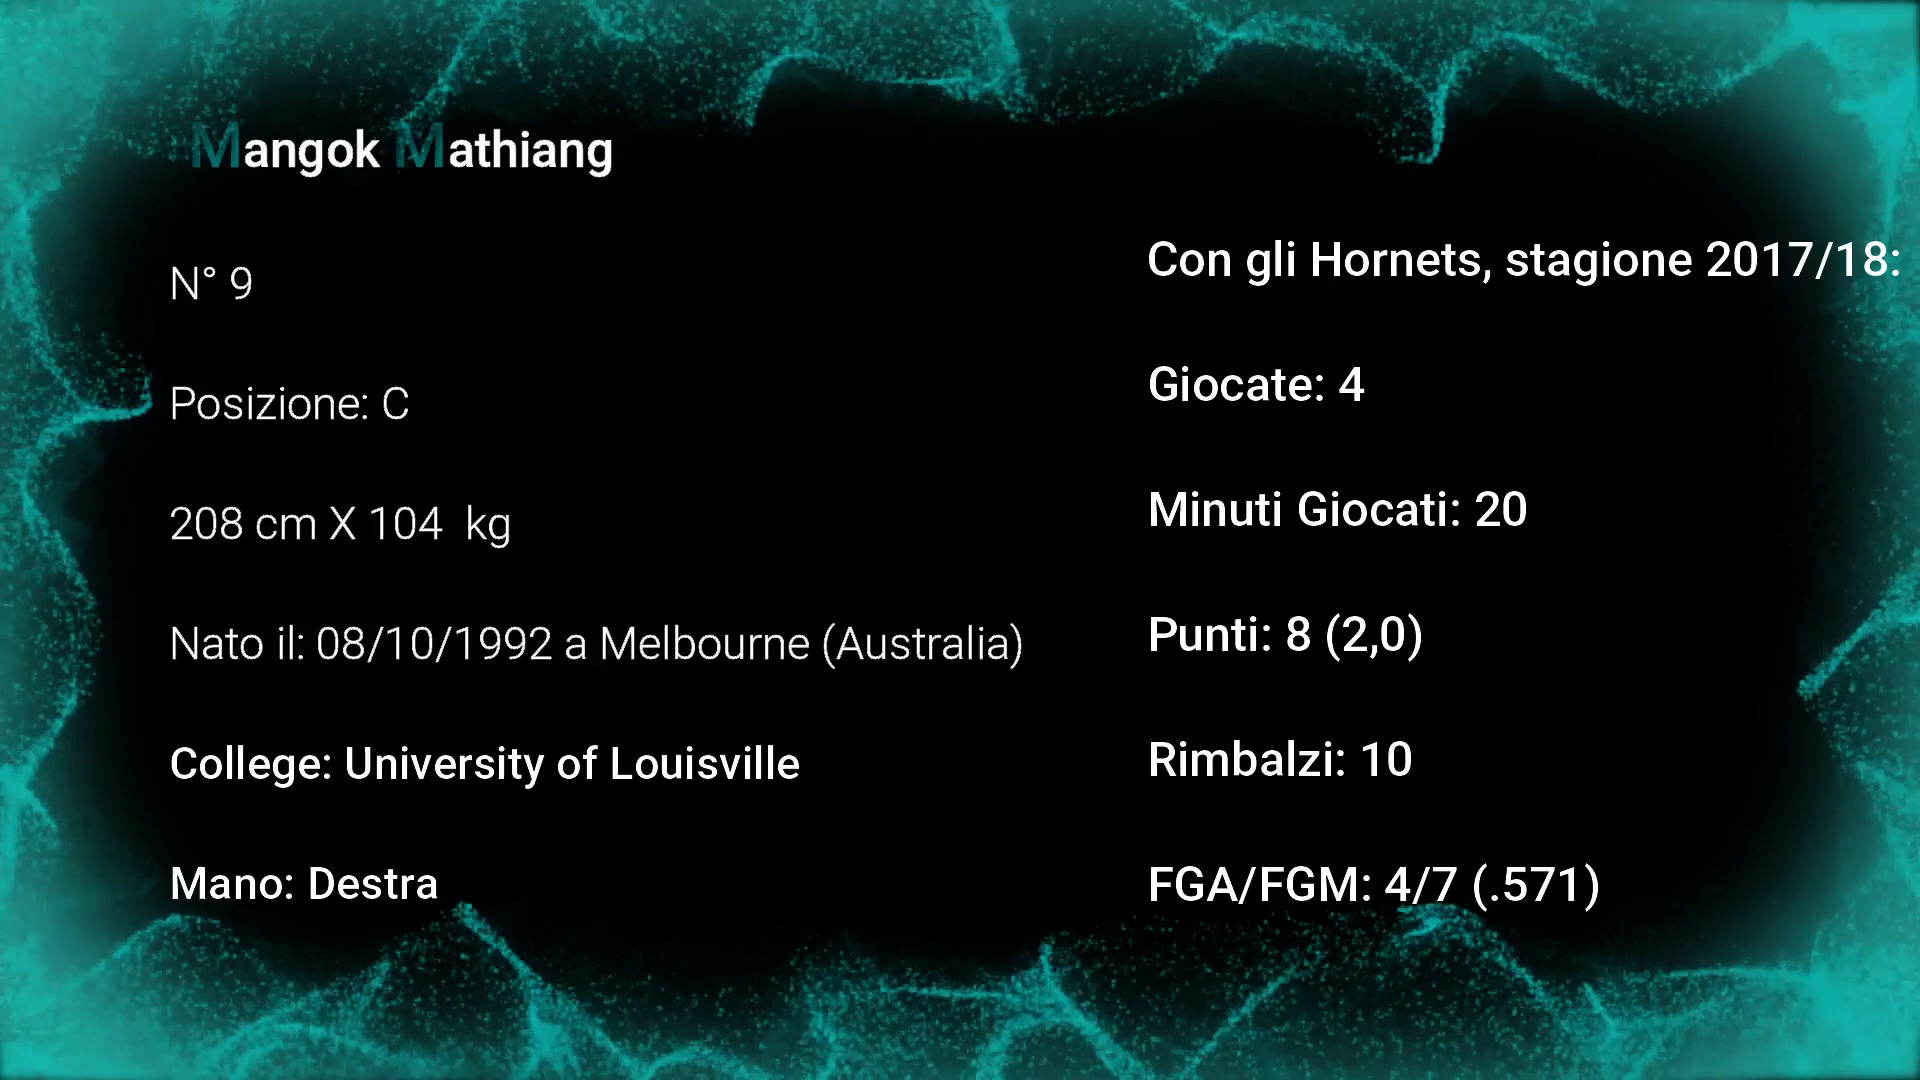 Mangok Mathiang
N° 9
Posizione: C
208 cm X 104  kg
Nato il: 08/10/1992 a Melbourne (Australia)
College: University of Louisville
Mano: Destra
Con gli Hornets, stagione 2017/18:
Giocate: 4
Minuti Giocati: 20
Punti: 8 (2,0)
Rimbalzi: 10
FGA/FGM: 4/7 (.571)